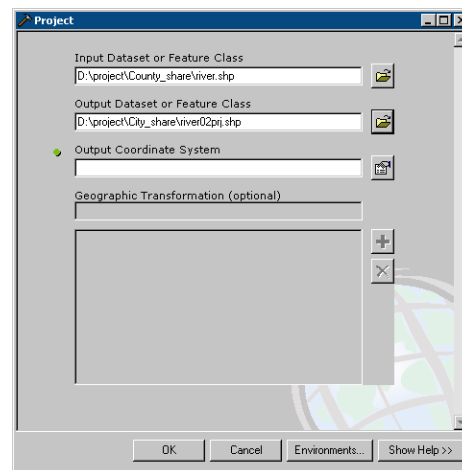 Project
Input Dataset or Feature Class
D:\project\County_share\river.shp
Output Dataset or Feature Class
D:\project\City_share\river02prj.shp
Output Coordinate System
Geographic Transformation (optional)
OK Cancel Environments... Show Help >>